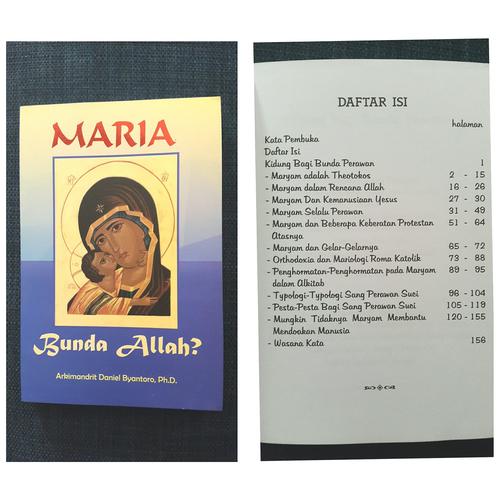 MARIA
Bunda Allah?
Arkimandrit Daniel Byantoro, Ph.D.
DAFTAR ISI
halaman
Kata Pembuka
Daftar Isi
Kidung Bagi Bunda Perawan 1
- Maryam adalah Theotokos 2 - 15
- Maryam dalam Rencana Allah 16 - 26
- Maryam Dan Kemanusiaan Yesus 27 - 30
- Maryam Selalu Perawan 31 - 49
- Maryam dan Beberapa Keberatan Protestan 51 - 64
Atasnya
- Maryam dan Gelar-Gelarnya 65 - 72
- Orthodoxia dan Mariologi Roma Katolik 73 - 88
- Penghormatan-Penghormatan pada Maryam 89 - 95
dalam Alkitab
- Typologi-Typologi Sang Perawan Suci 96 - 104
- Pesta-Pesta Bagi Sang Perawan Suci 105 - 119
- Mungkin Tidaknya Maryam Membantu 120 - 155
Mendoakan Manusia
- Wasana Kata 156